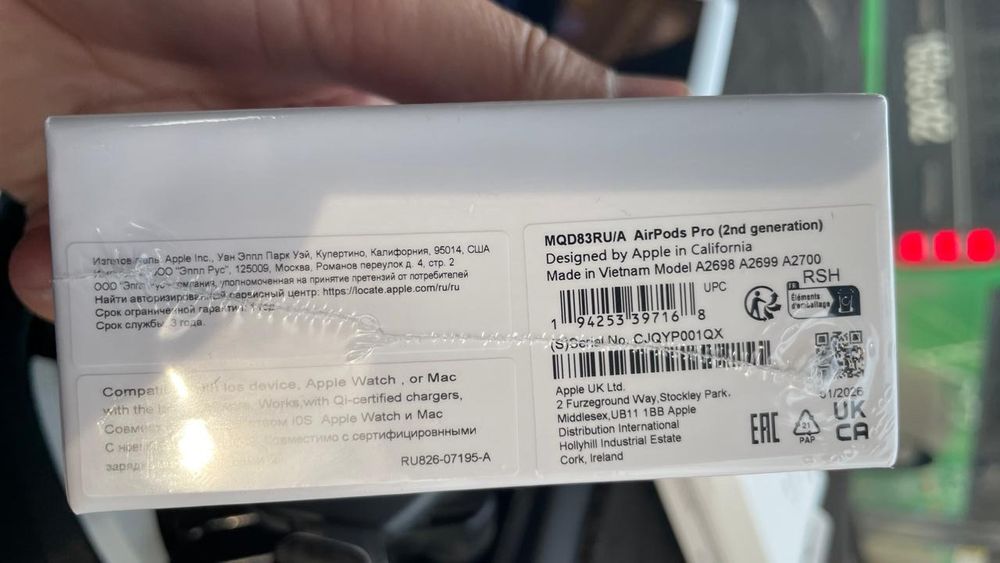 Apple Inc., Уан Эппл Парк Уэй, Купертино, Калифорния, 95014, США
ООО "Эппл Рус", 125009, Москва, Романов переулок д. 4, стр. 2
ООО компания, уполномоченная на принятие претензий от потребителей
Найти авторизированный сервисный центр: https://locate.apple.com/ru/ru
Срок ограниченной гарантии:
Срок службы 3 года.
Ios device, Apple Watch , or Mac
with the Works,with Qi-certified chargers,
iOS Apple Watch и Mac
С Совместимо с сертифицированнными
RU826-07195-A
MQD83RU/A AirPods Pro (2nd generation)
Designed by Apple in California
Made in Vietnam Model A2698 A2699 A2700
UPC
RSH
FR
Éléments
d'emballage
1 94253 39716 8
(S)Serial No. CJQYP001QX
Apple UK Ltd.
2 Furzeground Way,Stockley Park,
Middlesex,UB11 1BB Apple
Distribution International
Hollyhill Industrial Estate
Cork, Ireland
01/2026
EAC
21
PAP
UK
CA